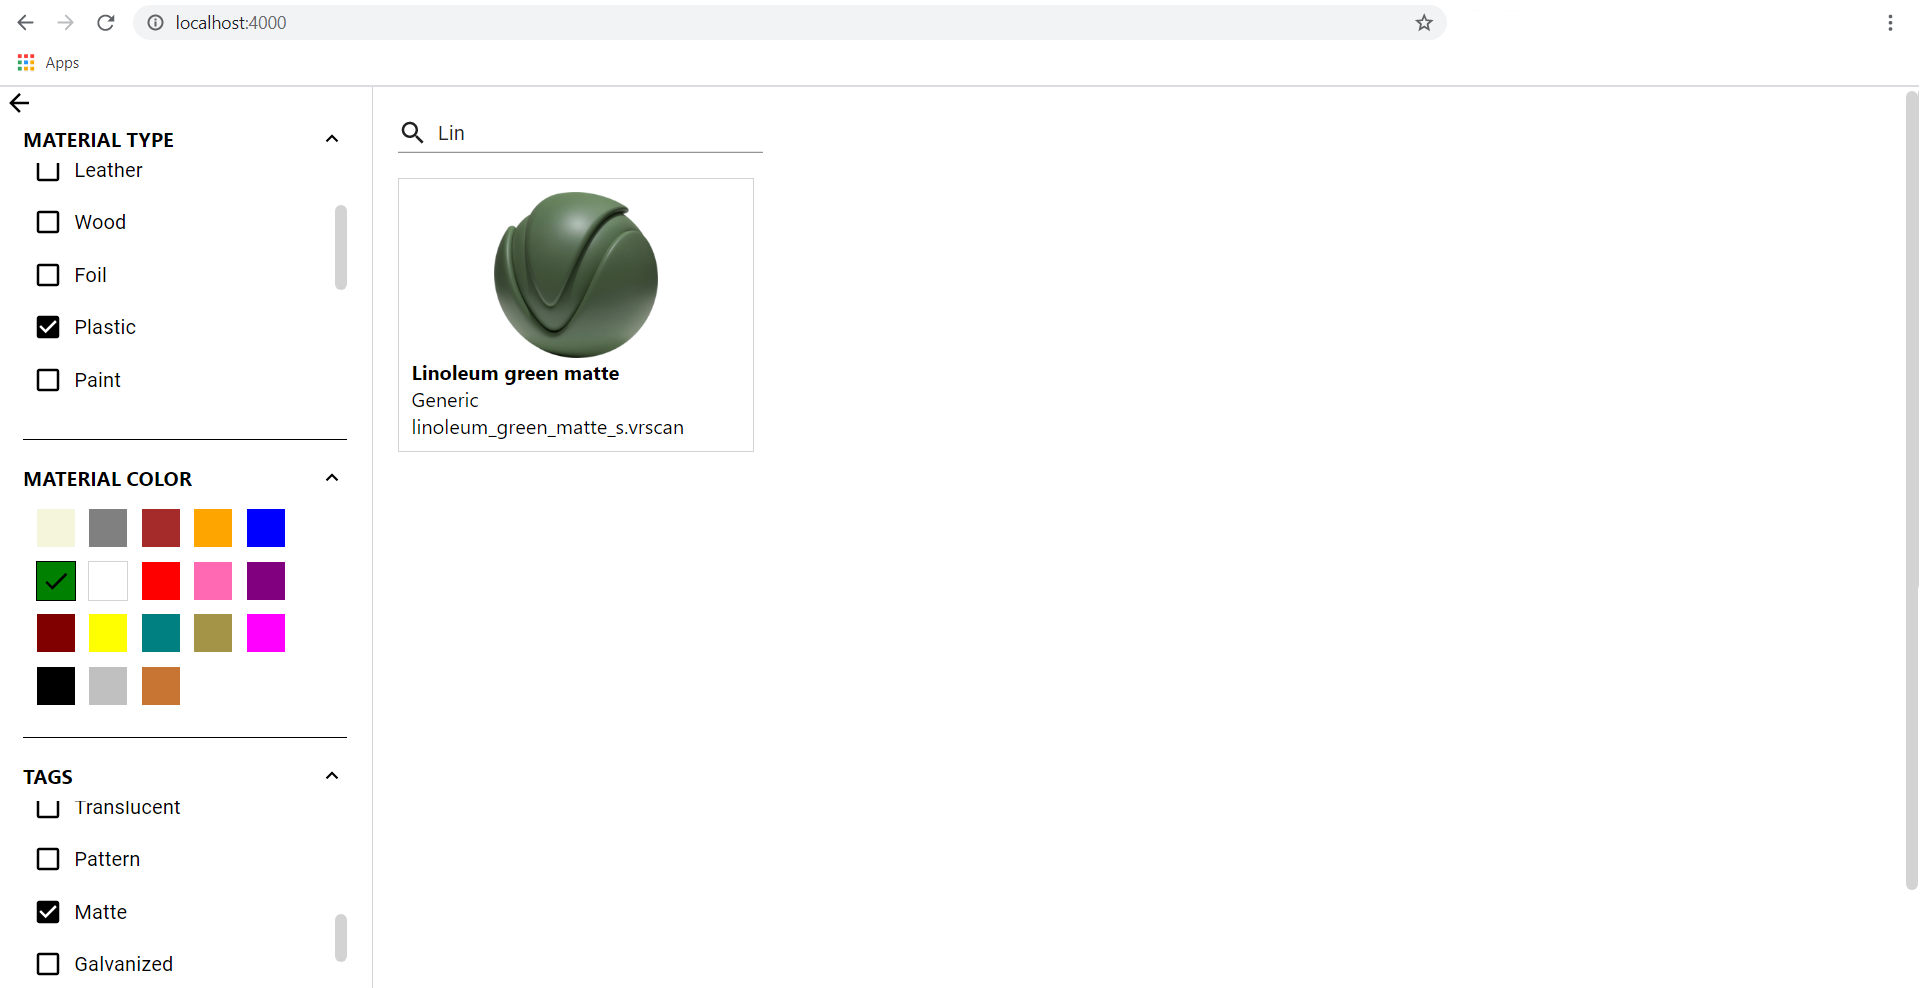 localhost:4000
Apps
MATERIAL TYPE
Leather
Wood
Foil
Plastic
Paint
MATERIAL COLOR
TAGS
Translucent
Pattern
Matte
Galvanized
Lin
Linoleum green matte
Generic
linoleum_green_matte_s.vrscan